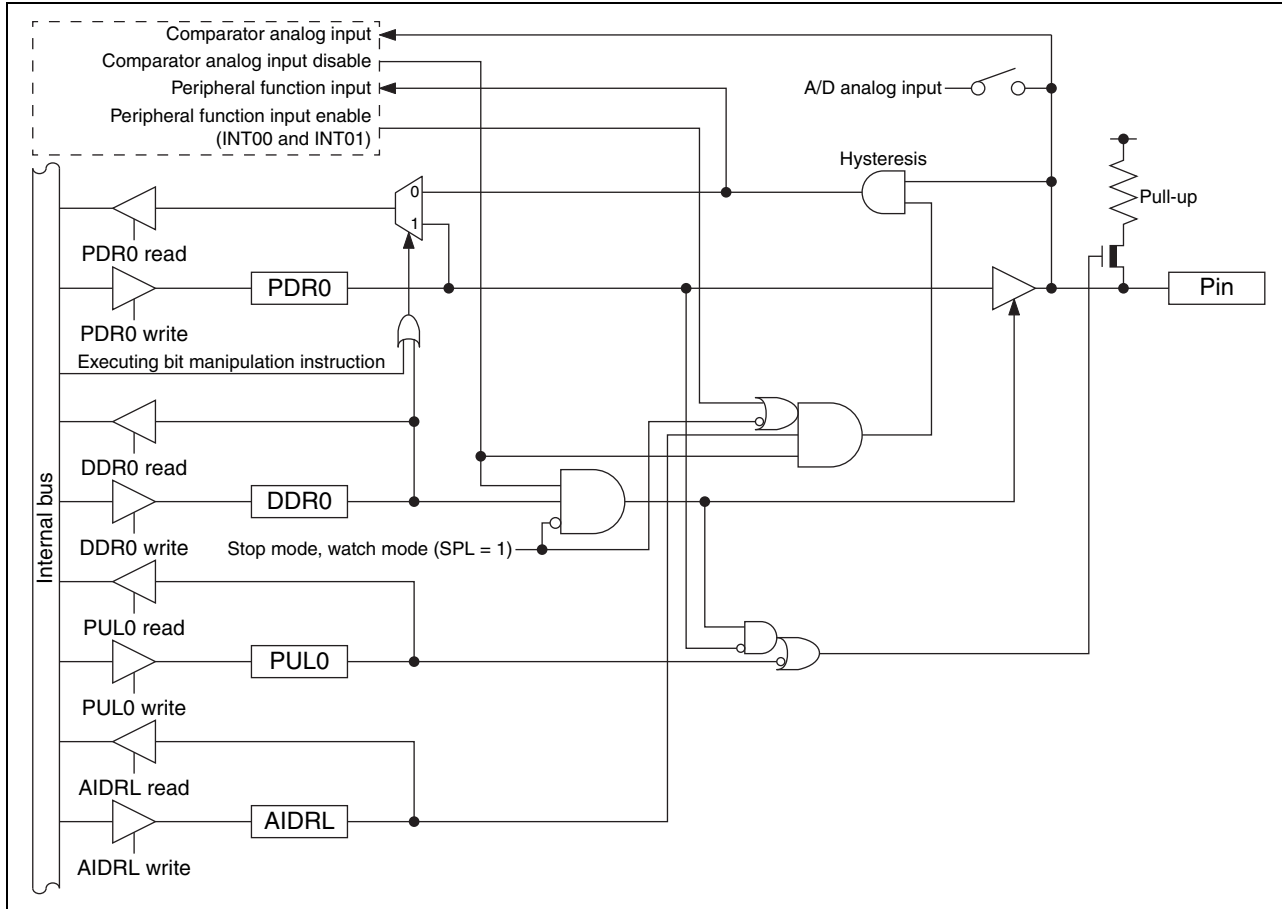 Comparator analog input
Comparator analog input disable
Peripheral function input
Peripheral function input enable
(INT00 and INT01)
A/D analog input
Hysteresis
Pull-up
0
1
PDR0 read
PDR0
Pin
PDR0 write
Executing bit manipulation instruction
DDR0 read
DDR0
DDR0 write
Stop mode, watch mode (SPL = 1)
Internal bus
PUL0 read
PUL0
PUL0 write
AIDRL read
AIDRL
AIDRL write